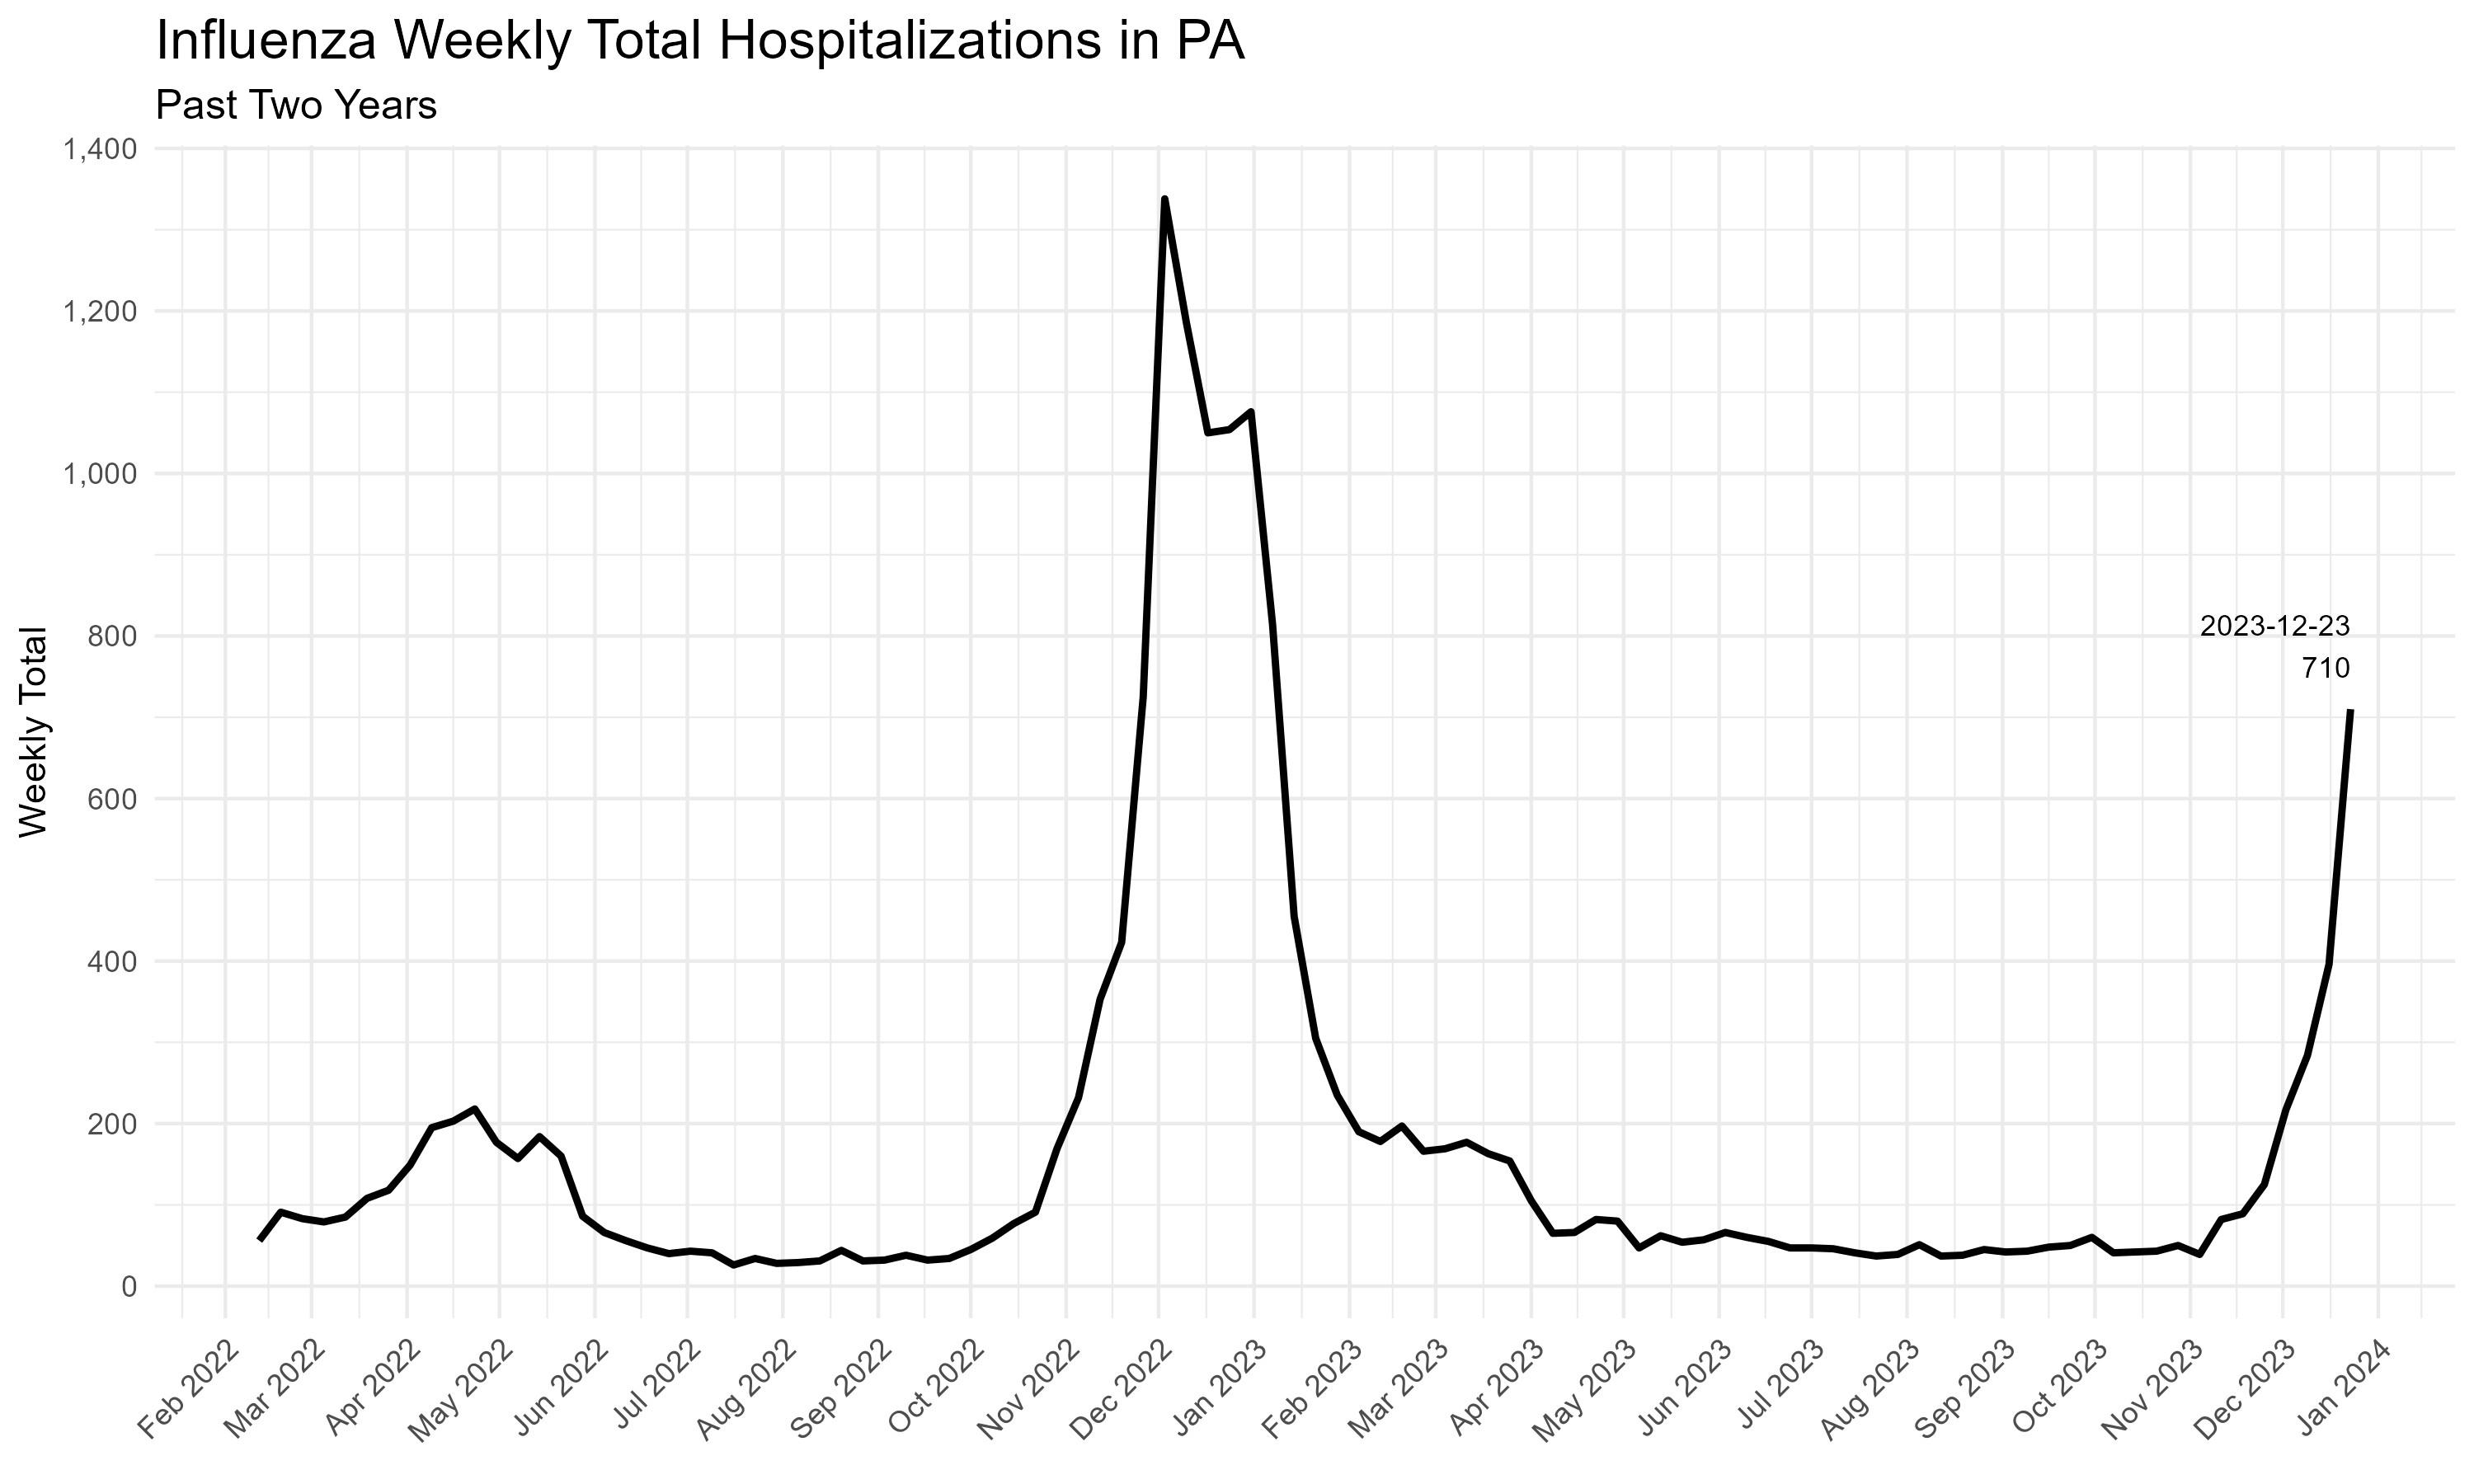 Influenza Weekly Total Hospitalizations in PA
Past Two Years
1,400
1,200
1,000
800
600
400
200
0
Weekly Total
2023-12-23
710
Feb 2022
Mar 2022
Apr 2022
May 2022
Jun 2022
Jul 2022
Aug 2022
Sep 2022
Oct 2022
Nov 2022
Dec 2022
Jan 2023
Feb 2023
Mar 2023
Apr 2023
May 2023
Jun 2023
Jul 2023
Aug 2023
Sep 2023
Oct 2023
Nov 2023
Dec 2023
Jan 2024